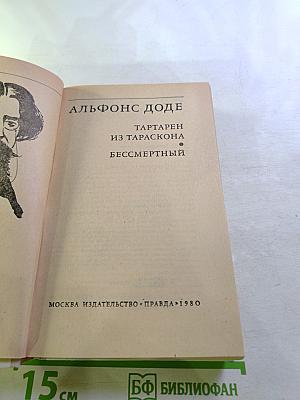 АЛЬФОНС ДОДЕ
ТАРТАРЕН
ИЗ ТАРАСКОНА
•
БЕССМЕРТНЫЙ
МОСКВА ИЗДАТЕЛЬСТВО «ПРАВДА» 1980
15 СМ
БФ БИБЛИОФАН